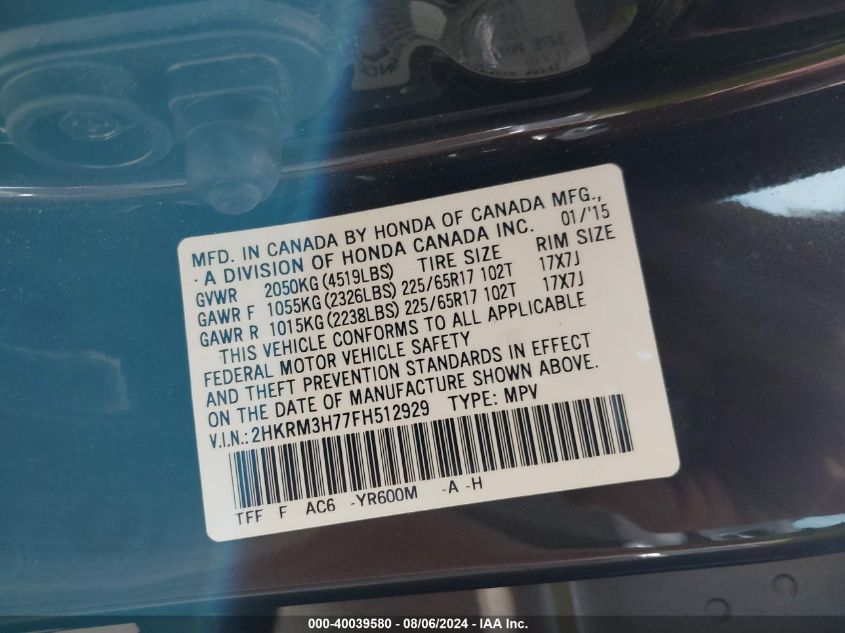 MFD. IN CANADA BY HONDA OF CANADA MFG.,
A DIVISION OF HONDA CANADA INC. 01/'15
GVWR 2050KG(4519LBS) TIRE SIZE RIM SIZE
GAWR F 1055KG(2326LBS) 225/65R17 102T 17X7J
GAWR R 1015KG(2238LBS) 225/65R17 102T 17X7J
THIS VEHICLE CONFORMS TO ALL APPLICABLE
FEDERAL MOTOR VEHICLE SAFETY
AND THEFT PREVENTION STANDARDS IN EFFECT
ON THE DATE OF MANUFACTURE SHOWN ABOVE.
V.I.N.: 2HKRM3H77FH512929 TYPE: MPV
TFF F AC6 -YR600M -A -H
000-40039580 - 08/06/2024 - IAA Inc.